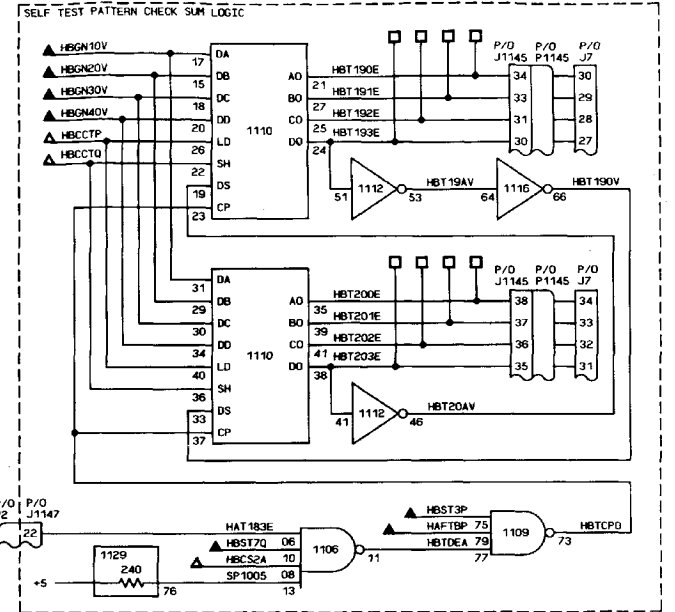 SELF TEST PATTERN CHECK SUM LOGIC
HBGN10V 17 DA
HBGN20V 15 DB
HBGN30V 18 DC
HBGN40V 20 DD
HBCCTP 26 LD
HBCCTQ 22 SH
19 DS
23 CP
1110
AO 21 HBT190E
BO 27 HBT191E
CO 25 HBT192E
DO 24 HBT193E
P/O J1145 P/O P1145 P/O J7
34 30
33 29
31 28
30 27
51 1112 53 HBT19AV 64 1116 66 HBT190V
31 DA
29 DB
30 DC
34 DD
40 LD
36 SH
33 DS
37 CP
1110
AO 35 HBT200E
BO 39 HBT201E
CO 41 HBT202E
DO 38 HBT203E
P/O J1145 P/O P1145 P/O J7
38 34
37 33
36 32
35 31
41 1112 46 HBT20AV
P/O J1147
22
HAT183E
HBST7Q 06
HBCS2A 10
SP1005 08
13
1106
11
1129
240
+5
76
HBST3P
HAFTBP 75
HBTDEA 79
77
1109
73
HBTCPO